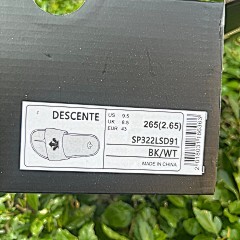 DESCENTE
US 9.5
UK 8.5
EUR 43
265(2.65)
SP322LSD91
BK/WT
MADE IN CHINA